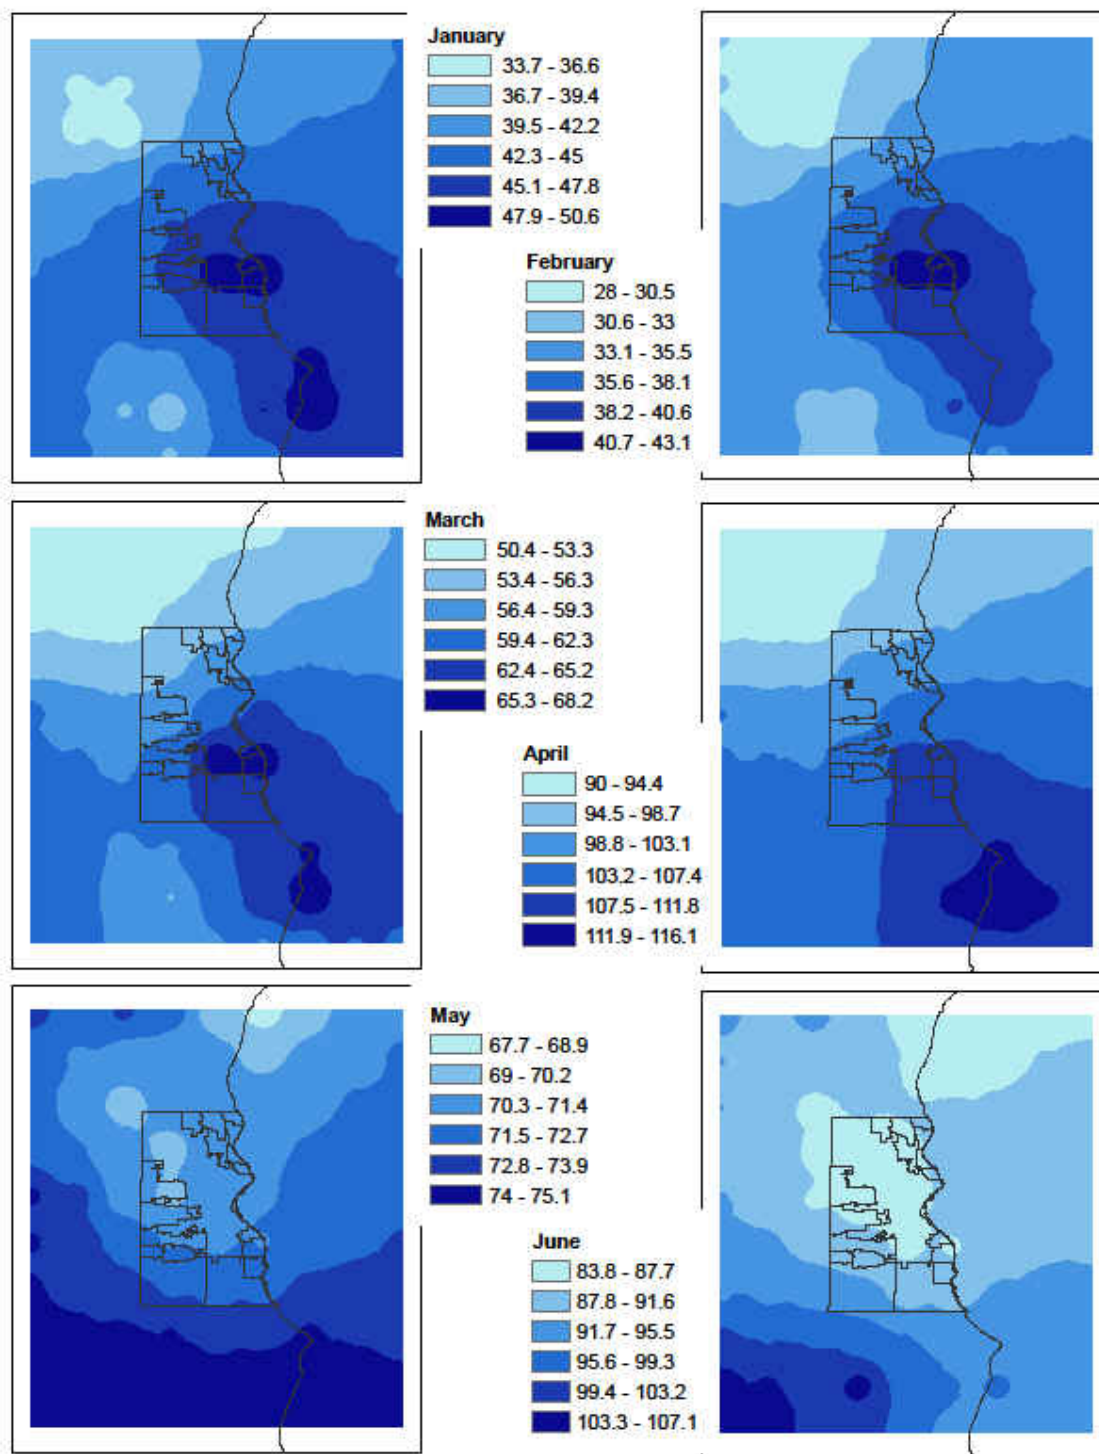 January
33.7 - 36.6
36.7 - 39.4
39.5 - 42.2
42.3 - 45
45.1 - 47.8
47.9 - 50.6
February
28 - 30.5
30.6 - 33
33.1 - 35.5
35.6 - 38.1
38.2 - 40.6
40.7 - 43.1
March
50.4 - 53.3
53.4 - 56.3
56.4 - 59.3
59.4 - 62.3
62.4 - 65.2
65.3 - 68.2
April
90 - 94.4
94.5 - 98.7
98.8 - 103.1
103.2 - 107.4
107.5 - 111.8
111.9 - 116.1
May
67.7 - 68.9
69 - 70.2
70.3 - 71.4
71.5 - 72.7
72.8 - 73.9
74 - 75.1
June
83.8 - 87.7
87.8 - 91.6
91.7 - 95.5
95.6 - 99.3
99.4 - 103.2
103.3 - 107.1